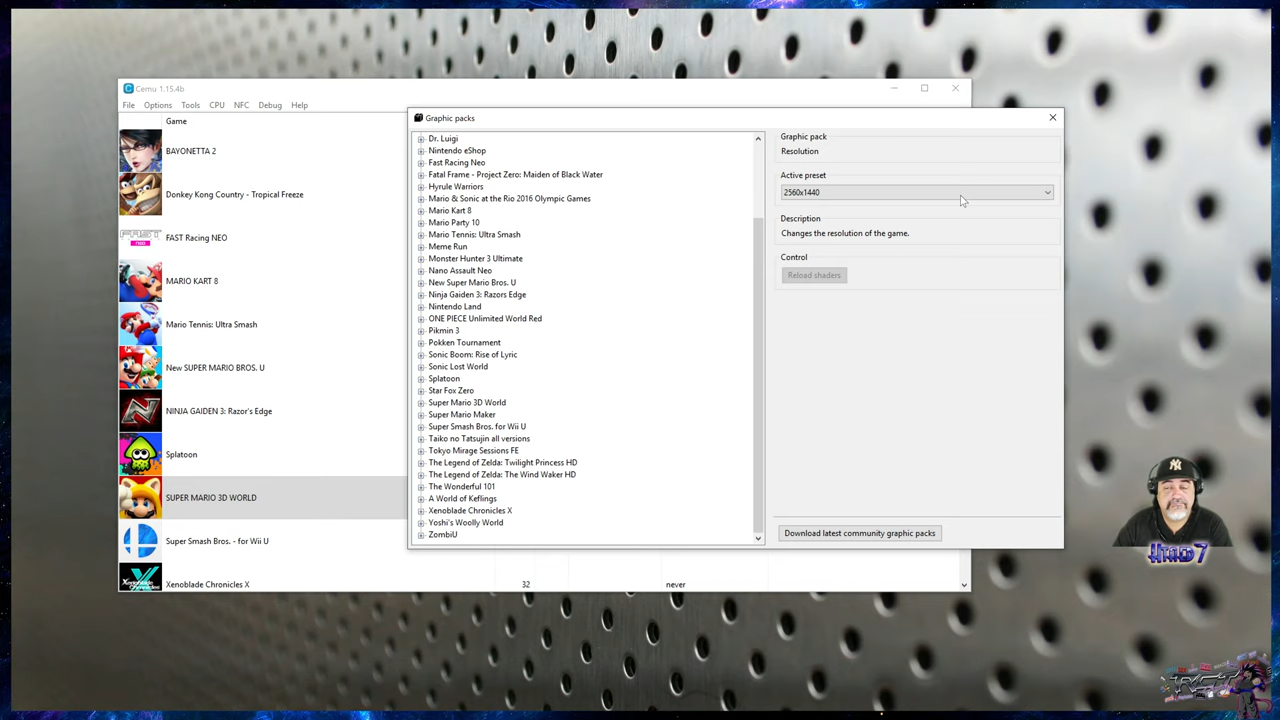 Cemu 1.15.4b
File Options Tools CPU NFC Debug Help
Game
BAYONETTA 2
Donkey Kong Country - Tropical Freeze
FAST Racing NEO
MARIO KART 8
Mario Tennis: Ultra Smash
New SUPER MARIO BROS. U
NINJA GAIDEN 3: Razor's Edge
Splatoon
SUPER MARIO 3D WORLD
Super Smash Bros. - for Wii U
Xenoblade Chronicles X 32 never
Graphic packs
Dr. Luigi
Nintendo eShop
Fast Racing Neo
Fatal Frame - Project Zero: Maiden of Black Water
Hyrule Warriors
Mario & Sonic at the Rio 2016 Olympic Games
Mario Kart 8
Mario Party 10
Mario Tennis: Ultra Smash
Meme Run
Monster Hunter 3 Ultimate
Nano Assault Neo
New Super Mario Bros. U
Ninja Gaiden 3: Razors Edge
Nintendo Land
ONE PIECE Unlimited World Red
Pikmin 3
Pokken Tournament
Sonic Boom: Rise of Lyric
Sonic Lost World
Splatoon
Star Fox Zero
Super Mario 3D World
Super Mario Maker
Super Smash Bros. for Wii U
Taiko no Tatsujin all versions
Tokyo Mirage Sessions FE
The Legend of Zelda: Twilight Princess HD
The Legend of Zelda: The Wind Waker HD
The Wonderful 101
A World of Keflings
Xenoblade Chronicles X
Yoshi's Woolly World
ZombiU
Graphic pack
Resolution
Active preset
2560x1440
Description
Changes the resolution of the game.
Control
Reload shaders
Download latest community graphic packs